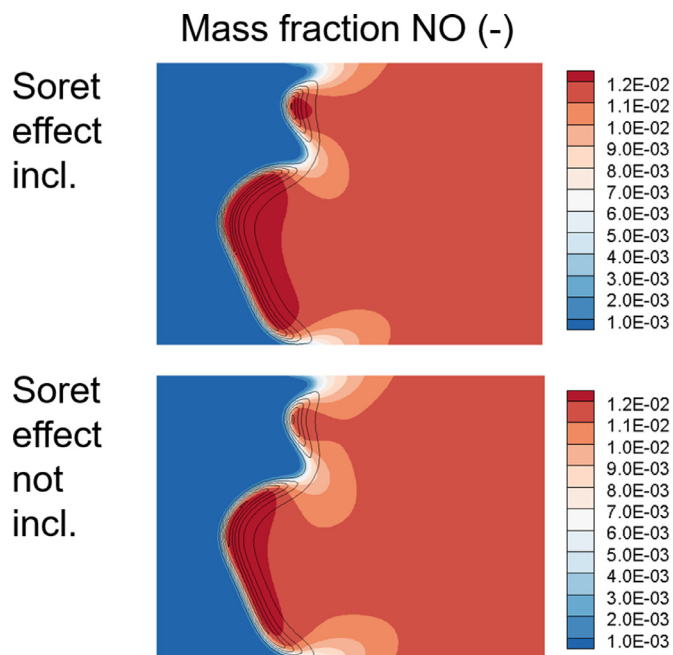 Mass fraction NO (-)
Soret
effect
incl.
1.2E-02
1.1E-02
1.0E-02
9.0E-03
8.0E-03
7.0E-03
6.0E-03
5.0E-03
4.0E-03
3.0E-03
2.0E-03
1.0E-03
Soret
effect
not
incl.
1.2E-02
1.1E-02
1.0E-02
9.0E-03
8.0E-03
7.0E-03
6.0E-03
5.0E-03
4.0E-03
3.0E-03
2.0E-03
1.0E-03